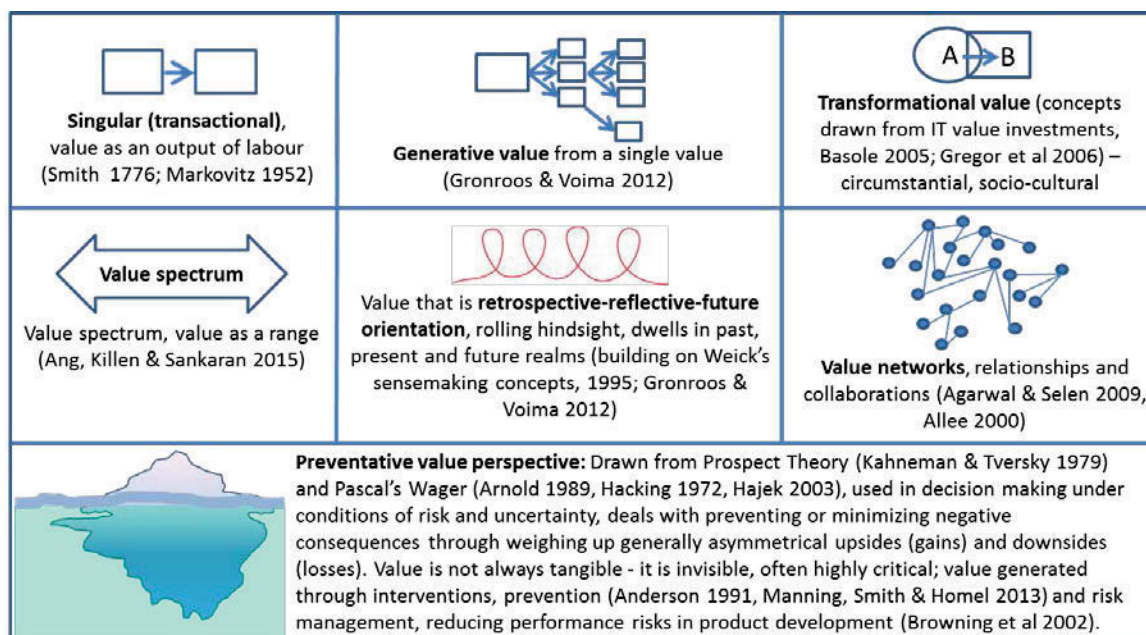 Singular (transactional),
value as an output of labour
(Smith 1776; Markovitz 1952)
Generative value from a single value
(Gronroos & Voima 2012)
A B
Transformational value (concepts
drawn from IT value investments,
Basole 2005; Gregor et al 2006) –
circumstantial, socio-cultural
Value spectrum
Value spectrum, value as a range
(Ang, Killen & Sankaran 2015)
Value that is retrospective-reflective-future
orientation, rolling hindsight, dwells in past,
present and future realms (building on Weick's
sensemaking concepts, 1995; Gronroos &
Voima 2012)
Value networks, relationships and
collaborations (Agarwal & Selen 2009,
Allee 2000)
Preventative value perspective: Drawn from Prospect Theory (Kahneman & Tversky 1979)
and Pascal's Wager (Arnold 1989, Hacking 1972, Hajek 2003), used in decision making under
conditions of risk and uncertainty, deals with preventing or minimizing negative
consequences through weighing up generally asymmetrical upsides (gains) and downsides
(losses). Value is not always tangible - it is invisible, often highly critical; value generated
through interventions, prevention (Anderson 1991, Manning, Smith & Homel 2013) and risk
management, reducing performance risks in product development (Browning et al 2002).